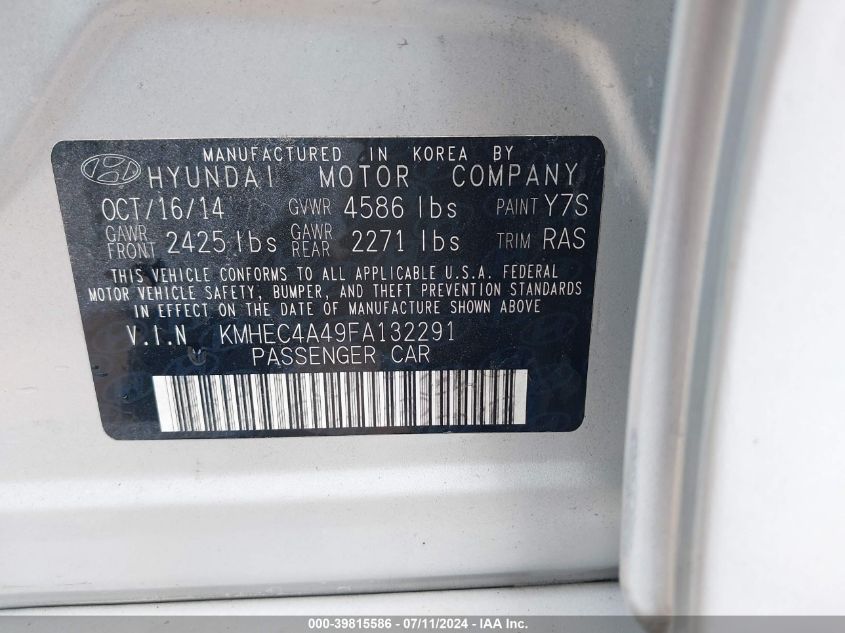 MANUFACTURED IN KOREA BY
HYUNDAI MOTOR COMPANY
OCT/16/14 GVWR 4586 lbs PAINT Y7S
GAWR FRONT 2425 lbs GAWR REAR 2271 lbs TRIM RAS
THIS VEHICLE CONFORMS TO ALL APPLICABLE U.S.A. FEDERAL
MOTOR VEHICLE SAFETY, BUMPER, AND THEFT PREVENTION STANDARDS
IN EFFECT ON THE DATE OF MANUFACTURE SHOWN ABOVE
V.I.N KMHEC4A49FA132291
PASSENGER CAR
000-39815586 - 07/11/2024 - IAA Inc.